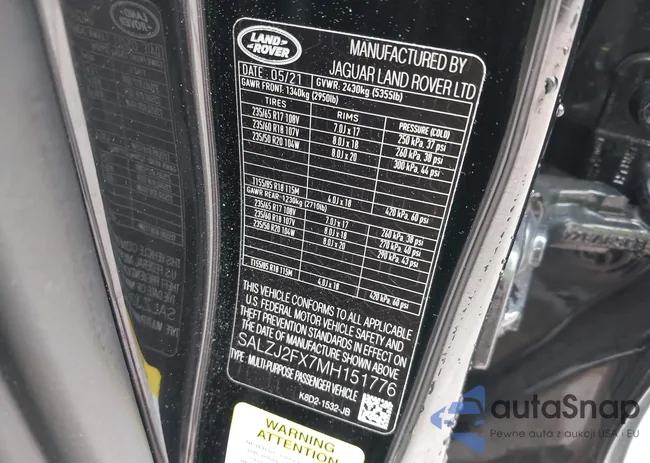 LAND
ROVER
MANUFACTURED BY
JAGUAR LAND ROVER LTD
DATE 05/21 GVWR: 2430kg (5355lb)
GAWR FRONT: 1340kg (2950lb)
TIRES RIMS PRESSURE (COLD)
235/65 R17 108V 7.0J x 17 250 kPa, 37 psi
235/60 R18 107V 8.0J x 18 260 kPa, 38 psi
235/50 R20 104W 8.0J x 20 300 kPa, 44 psi
T155/85 R18 115M 4.0J x 18 420 kPa, 60 psi
GAWR REAR: 1230kg (2710lb)
235/65 R17 108V 7.0J x 17 260 kPa, 38 psi
235/60 R18 107V 8.0J x 18 270 kPa, 40 psi
235/50 R20 104W 8.0J x 20 290 kPa, 43 psi
T155/85 R18 115M 4.0J x 18 420 kPa, 60 psi
THIS VEHICLE CONFORMS TO ALL APPLICABLE
U.S. FEDERAL MOTOR VEHICLE SAFETY AND
THEFT PREVENTION STANDARDS IN EFFECT ON
THE DATE OF MANUFACTURE SHOWN ABOVE
SALZJ2FX7MH151776
TYPE: MULTI-PURPOSE PASSENGER VEHICLE
K8D2-1532-JB
WARNING
ATTENTION
autaSnap
Pewne auta z aukcji USA i EU